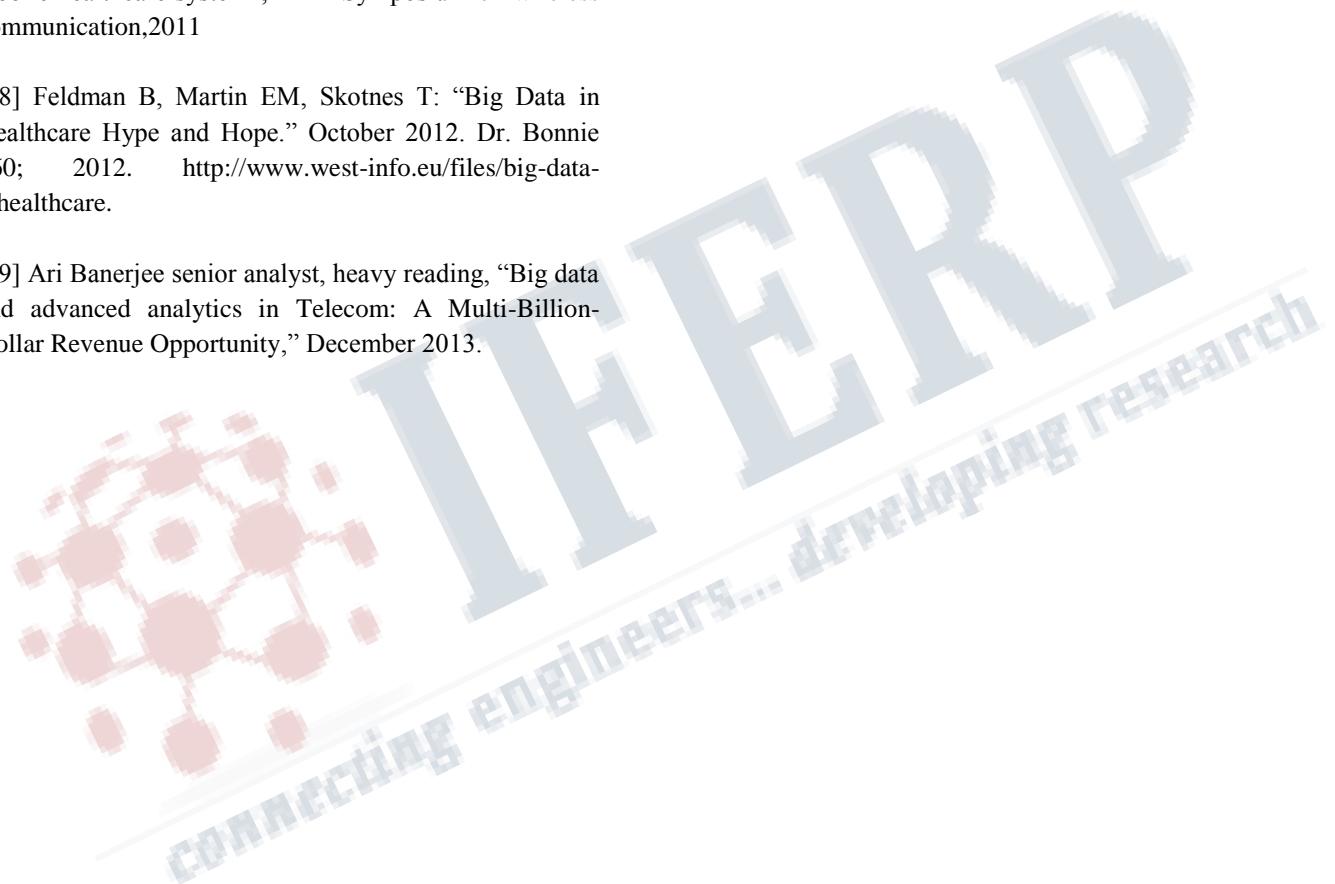 ommunication,2011
8] Feldman B, Martin EM, Skotnes T: “Big Data in
ealthcare Hype and Hope.” October 2012. Dr. Bonnie
60; 2012. http://www.west-info.eu/files/big-data-
healthcare.
9] Ari Banerjee senior analyst, heavy reading, “Big data
d advanced analytics in Telecom: A Multi-Billion-
ollar Revenue Opportunity,” December 2013.
IFERP
connecting engineers... developing research